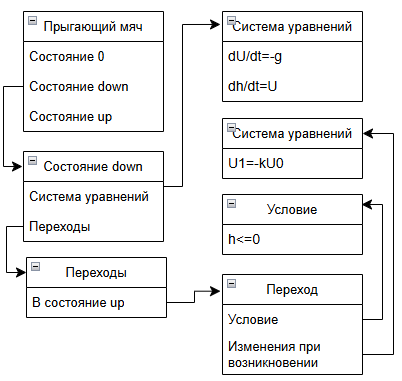 Прыгающий мяч
Состояние 0
Состояние down
Состояние up
Состояние down
Система уравнений
Переходы
Переходы
В состояние up
Система уравнений
dU/dt=-g
dh/dt=U
Система уравнений
U1=-kU0
Условие
h<=0
Переход
Условие
Изменения при
возникновении